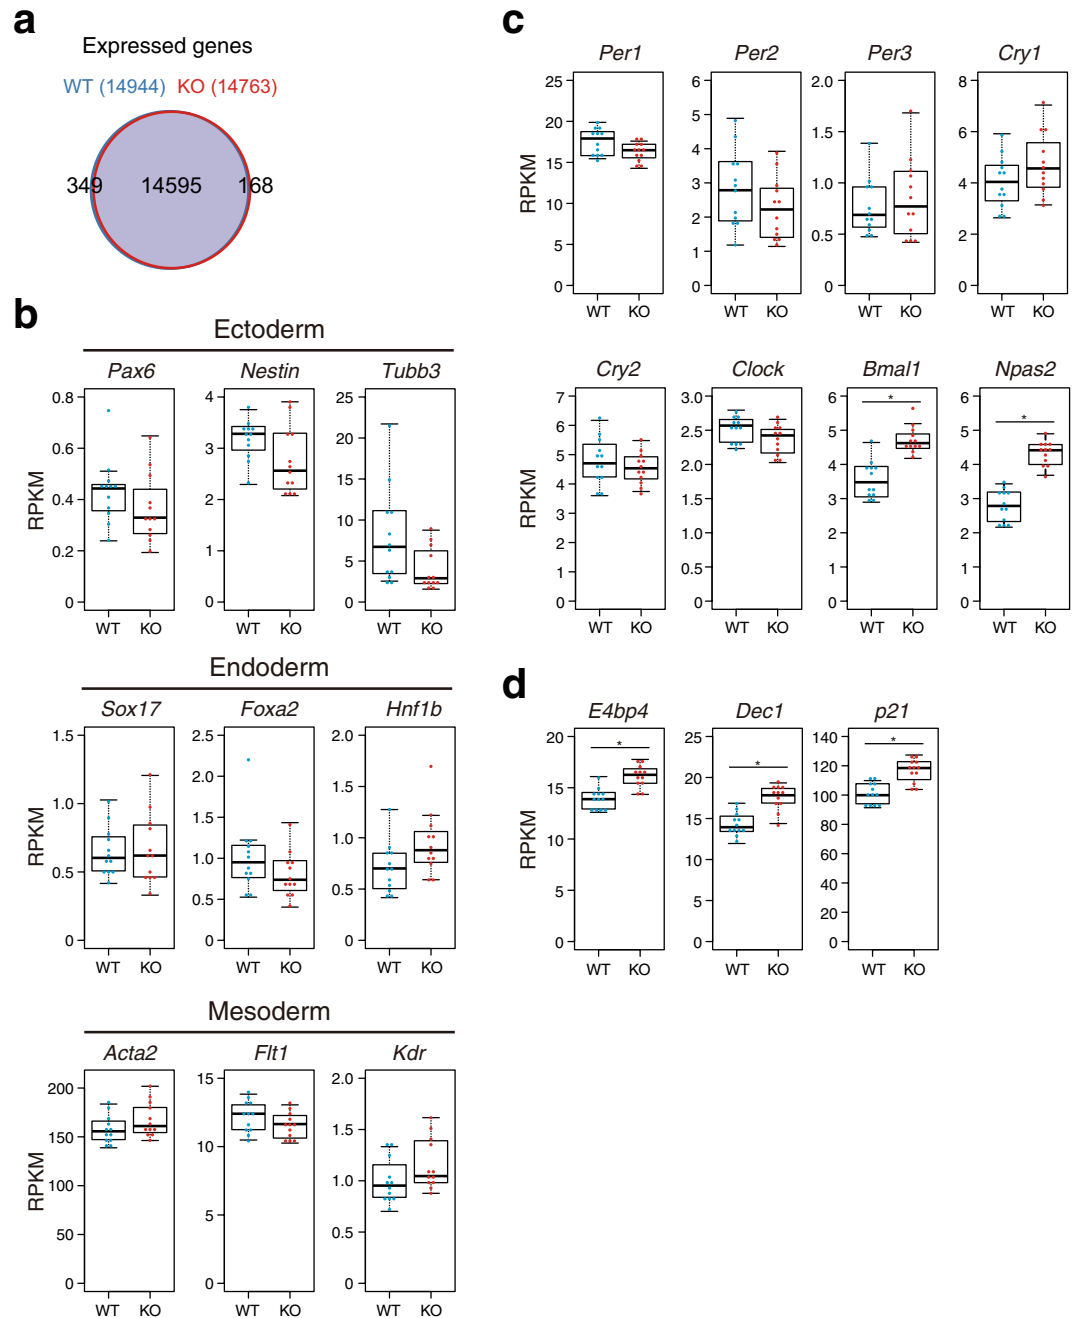 a
Expressed genes
WT (14944) KO (14763)
349 14595 168
b
Ectoderm
Pax6 Nestin Tubb3
RPKM
0.8
0.6
0.4
0.2
0
WT KO
4
3
2
1
0
WT KO
25
20
15
10
5
0
WT KO
Endoderm
Sox17 Foxa2 Hnf1b
RPKM
1.5
1.0
0.5
0
WT KO
2.5
2.0
1.5
1.0
0.5
0
WT KO
2.0
1.5
1.0
0.5
0
WT KO
Mesoderm
Acta2 Flt1 Kdr
RPKM
200
150
100
50
0
WT KO
15
10
5
0
WT KO
2.0
1.5
1.0
0.5
0
WT KO
c
Per1 Per2 Per3 Cry1
RPKM
25
20
15
10
5
0
WT KO
6
5
4
3
2
1
0
WT KO
2.0
1.5
1.0
0.5
0
WT KO
8
6
4
2
0
WT KO
Cry2 Clock Bmal1 Npas2
RPKM
7
6
5
4
3
2
1
0
WT KO
3.0
2.5
2.0
1.5
1.0
0.5
0
WT KO
6
5
4
3
2
1
0
*
WT KO
6
5
4
3
2
1
0
*
WT KO
d
E4bp4 Dec1 p21
RPKM
20
15
10
5
0
*
WT KO
25
20
15
10
5
0
*
WT KO
140
120
100
80
60
40
20
0
*
WT KO